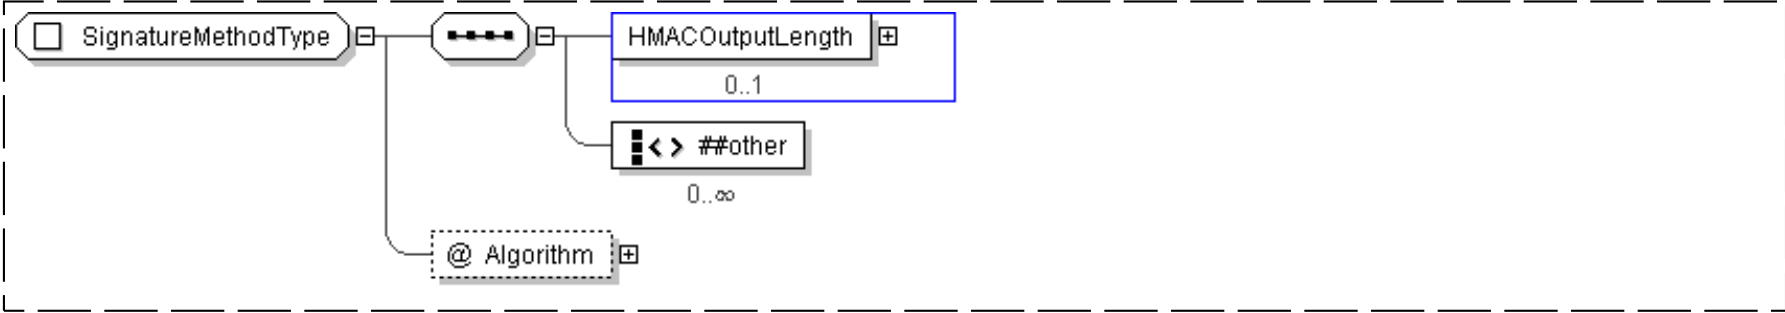 SignatureMethodType
HMACOutputLength
0..1
##other
0..∞
@ Algorithm